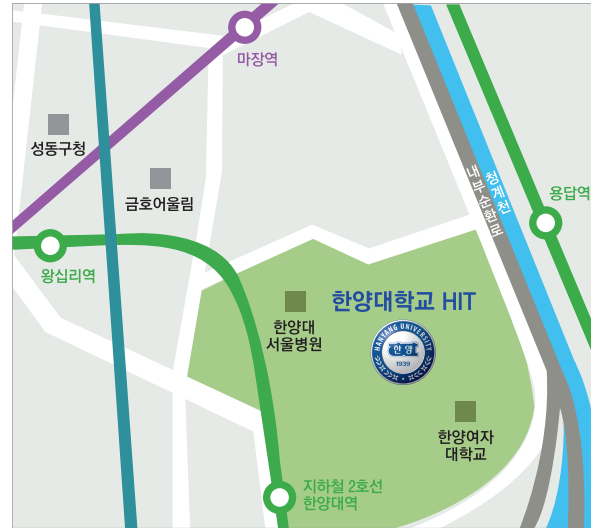 마장역
성동구청
금호어울림
내부순환로
청계천
용답역
왕십리역
한양대학교 HIT
한양대
서울병원
HANYANG UNIVERSITY
한양
1939
한양여자
대학교
지하철 2호선
한양대역